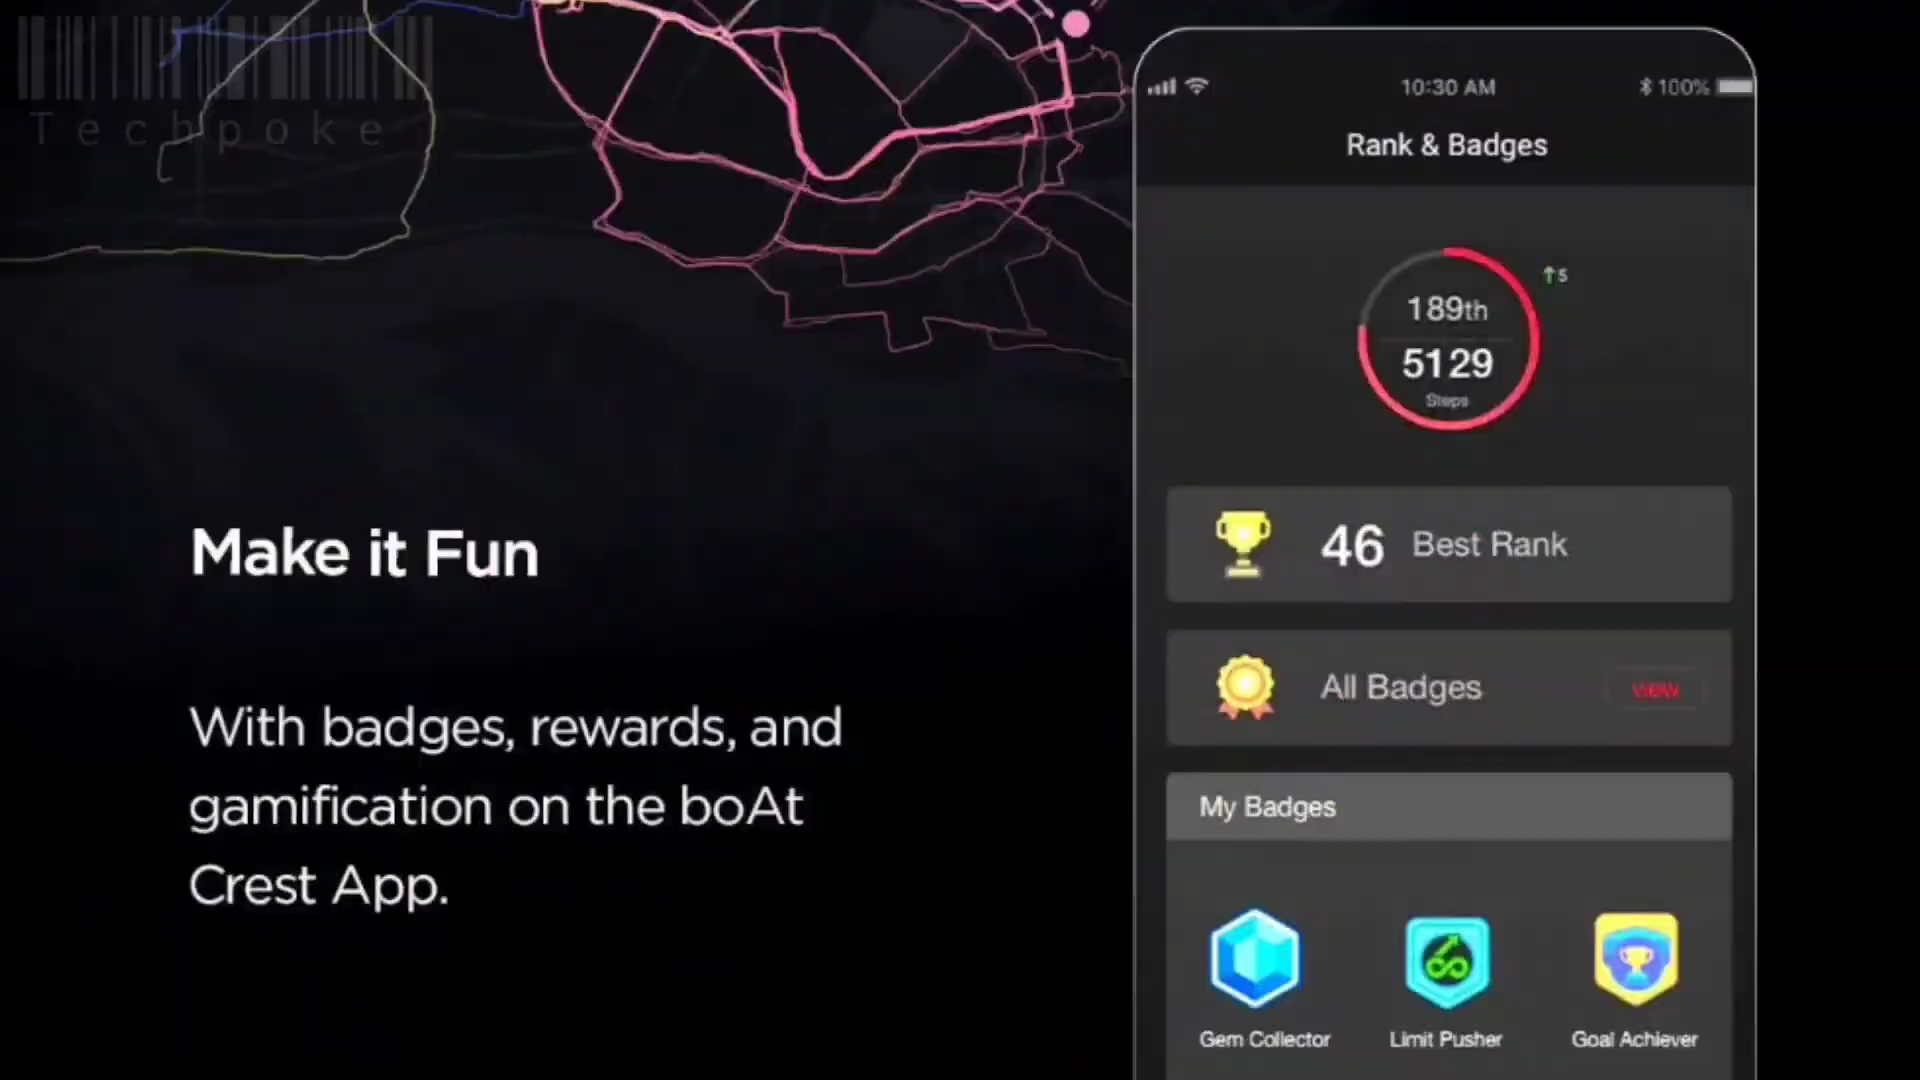 Techpoke
10:30 AM
100%
Rank & Badges
↑5
189th
5129
Steps
46 Best Rank
All Badges
view
My Badges
Gem Collector
Limit Pusher
Goal Achiever
Make it Fun
With badges, rewards, and
gamification on the boAt
Crest App.